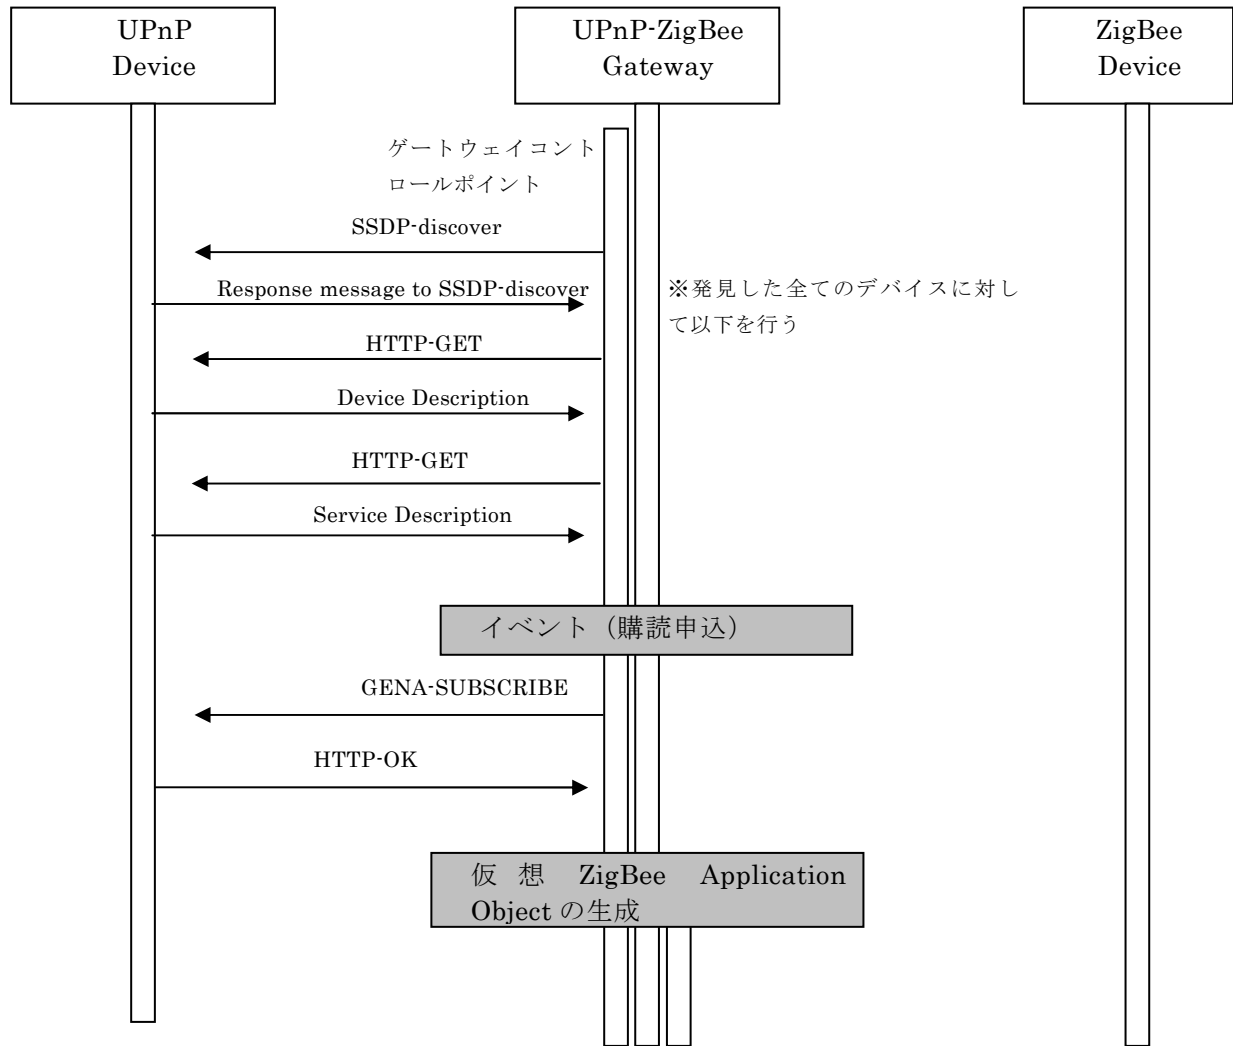 UPnP
Device
UPnP-ZigBee
Gateway
ZigBee
Device
ゲートウェイコント
ロールポイント
SSDP-discover
Response message to SSDP-discover
※発見した全てのデバイスに対し
て以下を行う
HTTP-GET
Device Description
HTTP-GET
Service Description
イベント（購読申込）
GENA-SUBSCRIBE
HTTP-OK
仮想 ZigBee Application
Object の生成